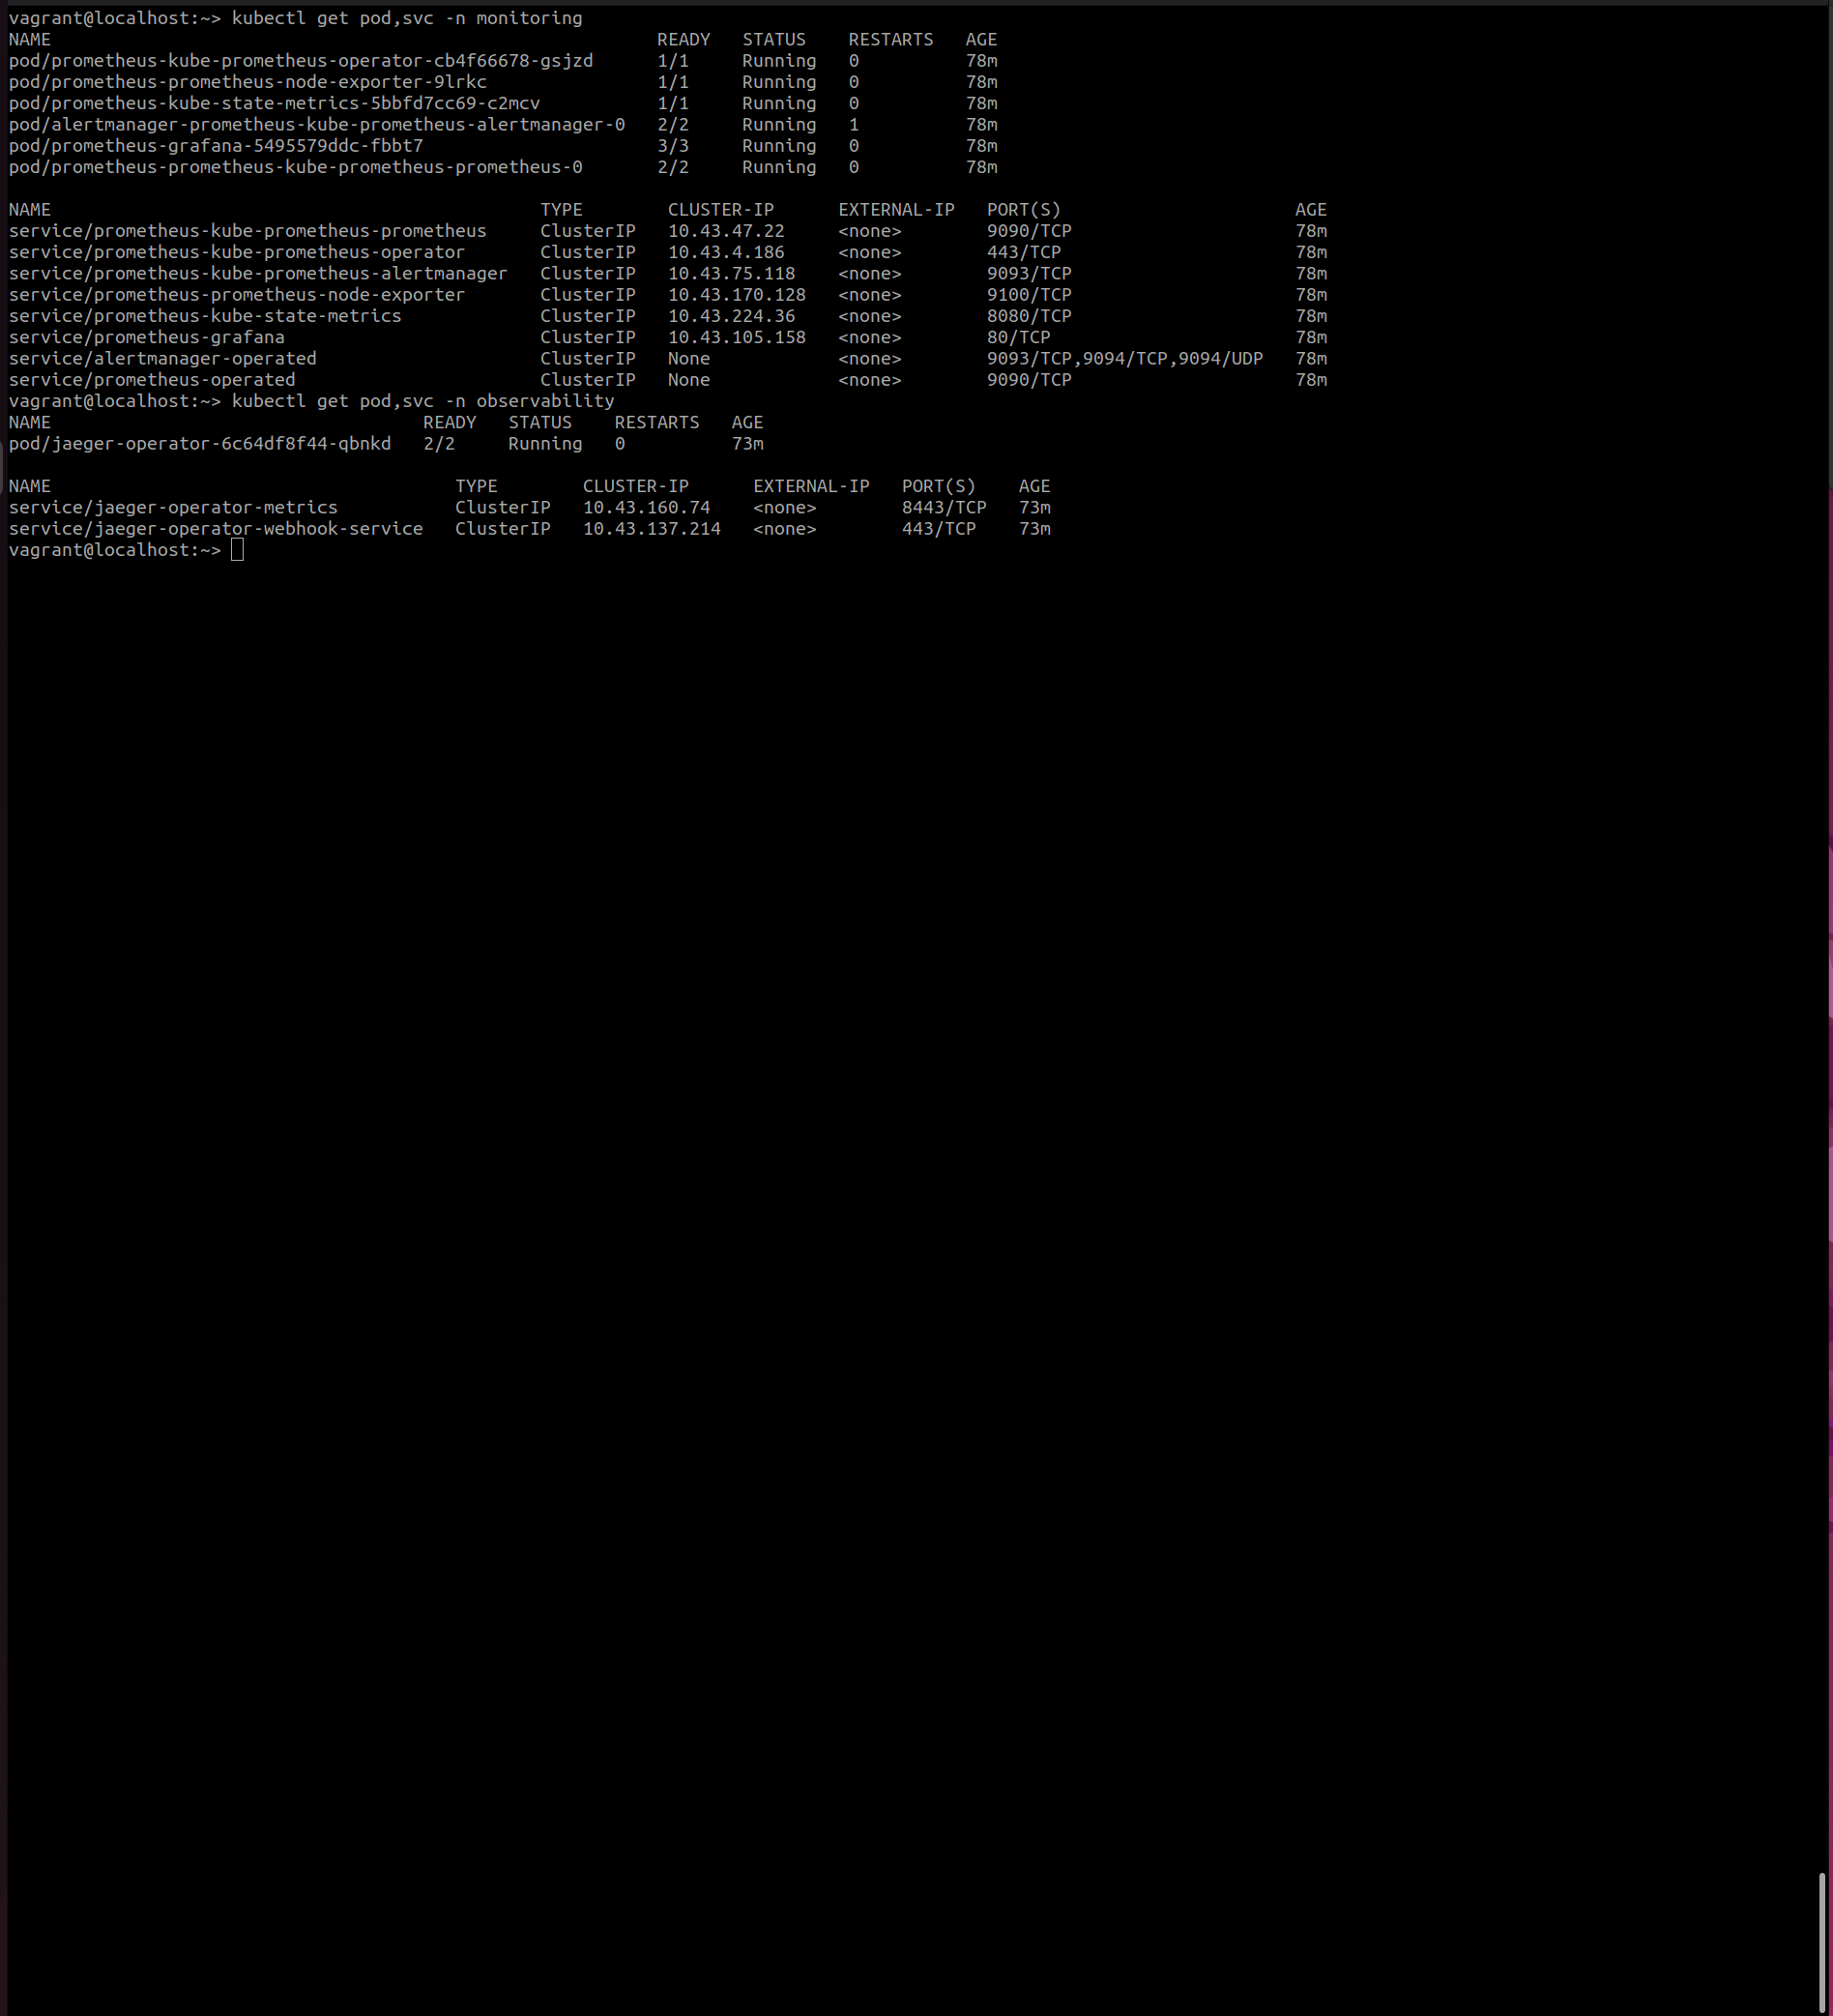 vagrant@localhost:~> kubectl get pod,svc -n monitoring
NAME READY STATUS RESTARTS AGE
pod/prometheus-kube-prometheus-operator-cb4f66678-gsjzd 1/1 Running 0 78m
pod/prometheus-prometheus-node-exporter-9lrkc 1/1 Running 0 78m
pod/prometheus-kube-state-metrics-5bbfd7cc69-c2mcv 1/1 Running 0 78m
pod/alertmanager-prometheus-kube-prometheus-alertmanager-0 2/2 Running 1 78m
pod/prometheus-grafana-5495579ddc-fbbt7 3/3 Running 0 78m
pod/prometheus-prometheus-kube-prometheus-prometheus-0 2/2 Running 0 78m
NAME TYPE CLUSTER-IP EXTERNAL-IP PORT(S) AGE
service/prometheus-kube-prometheus-prometheus ClusterIP 10.43.47.22 <none> 9090/TCP 78m
service/prometheus-kube-prometheus-operator ClusterIP 10.43.4.186 <none> 443/TCP 78m
service/prometheus-kube-prometheus-alertmanager ClusterIP 10.43.75.118 <none> 9093/TCP 78m
service/prometheus-prometheus-node-exporter ClusterIP 10.43.170.128 <none> 9100/TCP 78m
service/prometheus-kube-state-metrics ClusterIP 10.43.224.36 <none> 8080/TCP 78m
service/prometheus-grafana ClusterIP 10.43.105.158 <none> 80/TCP 78m
service/alertmanager-operated ClusterIP None <none> 9093/TCP,9094/TCP,9094/UDP 78m
service/prometheus-operated ClusterIP None <none> 9090/TCP 78m
vagrant@localhost:~> kubectl get pod,svc -n observability
NAME READY STATUS RESTARTS AGE
pod/jaeger-operator-6c64df8f44-qbnkd 2/2 Running 0 73m
NAME TYPE CLUSTER-IP EXTERNAL-IP PORT(S) AGE
service/jaeger-operator-metrics ClusterIP 10.43.160.74 <none> 8443/TCP 73m
service/jaeger-operator-webhook-service ClusterIP 10.43.137.214 <none> 443/TCP 73m
vagrant@localhost:~>